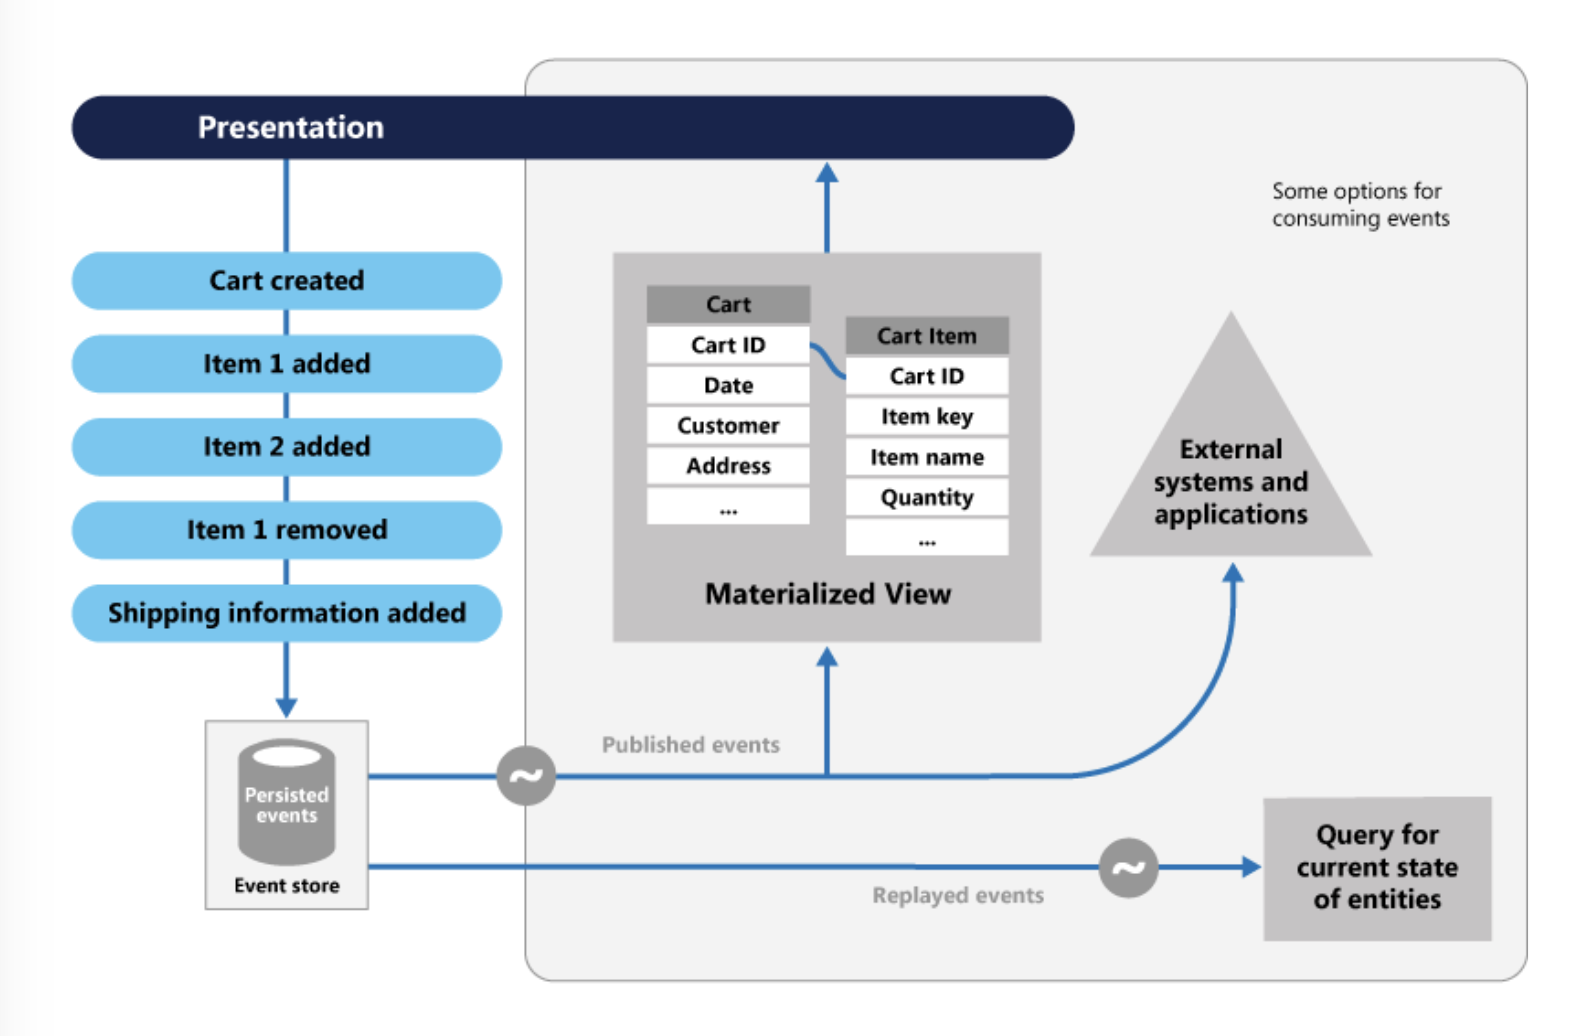 Presentation
Some options for
consuming events
Cart created
Item 1 added
Item 2 added
Item 1 removed
Shipping information added
Cart
Cart ID
Date
Customer
Address
...
Cart Item
Cart ID
Item key
Item name
Quantity
...
Materialized View
External
systems and
applications
Published events
Persisted
events
Event store
Replayed events
Query for
current state
of entities